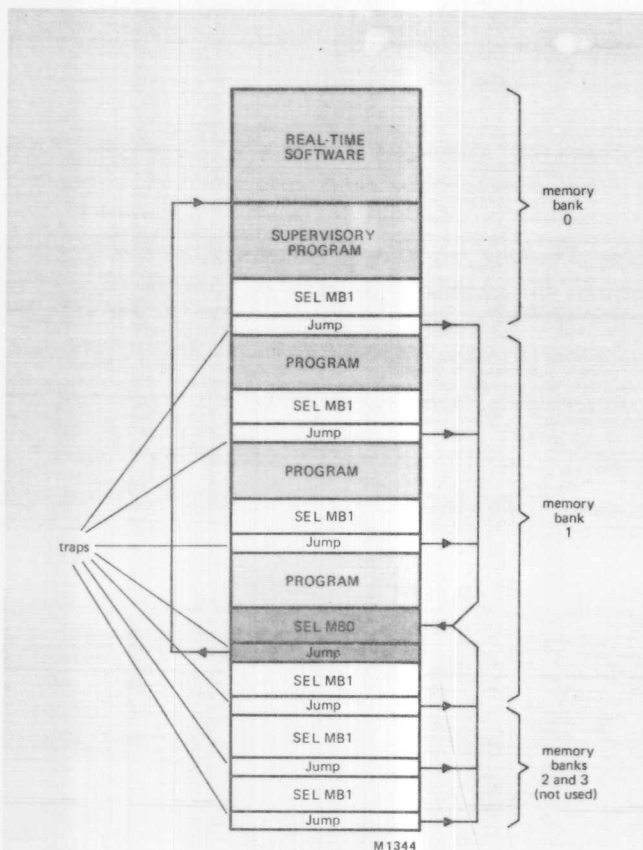 REAL-TIME
SOFTWARE
memory
bank
0
SUPERVISORY
PROGRAM
SEL MB1
Jump
PROGRAM
SEL MB1
Jump
PROGRAM
memory
bank
1
SEL MB1
traps
Jump
PROGRAM
SEL MB0
Jump
SEL MB1
Jump
SEL MB1
memory
banks
2 and 3
(not used)
Jump
SEL MB1
Jump
M1344